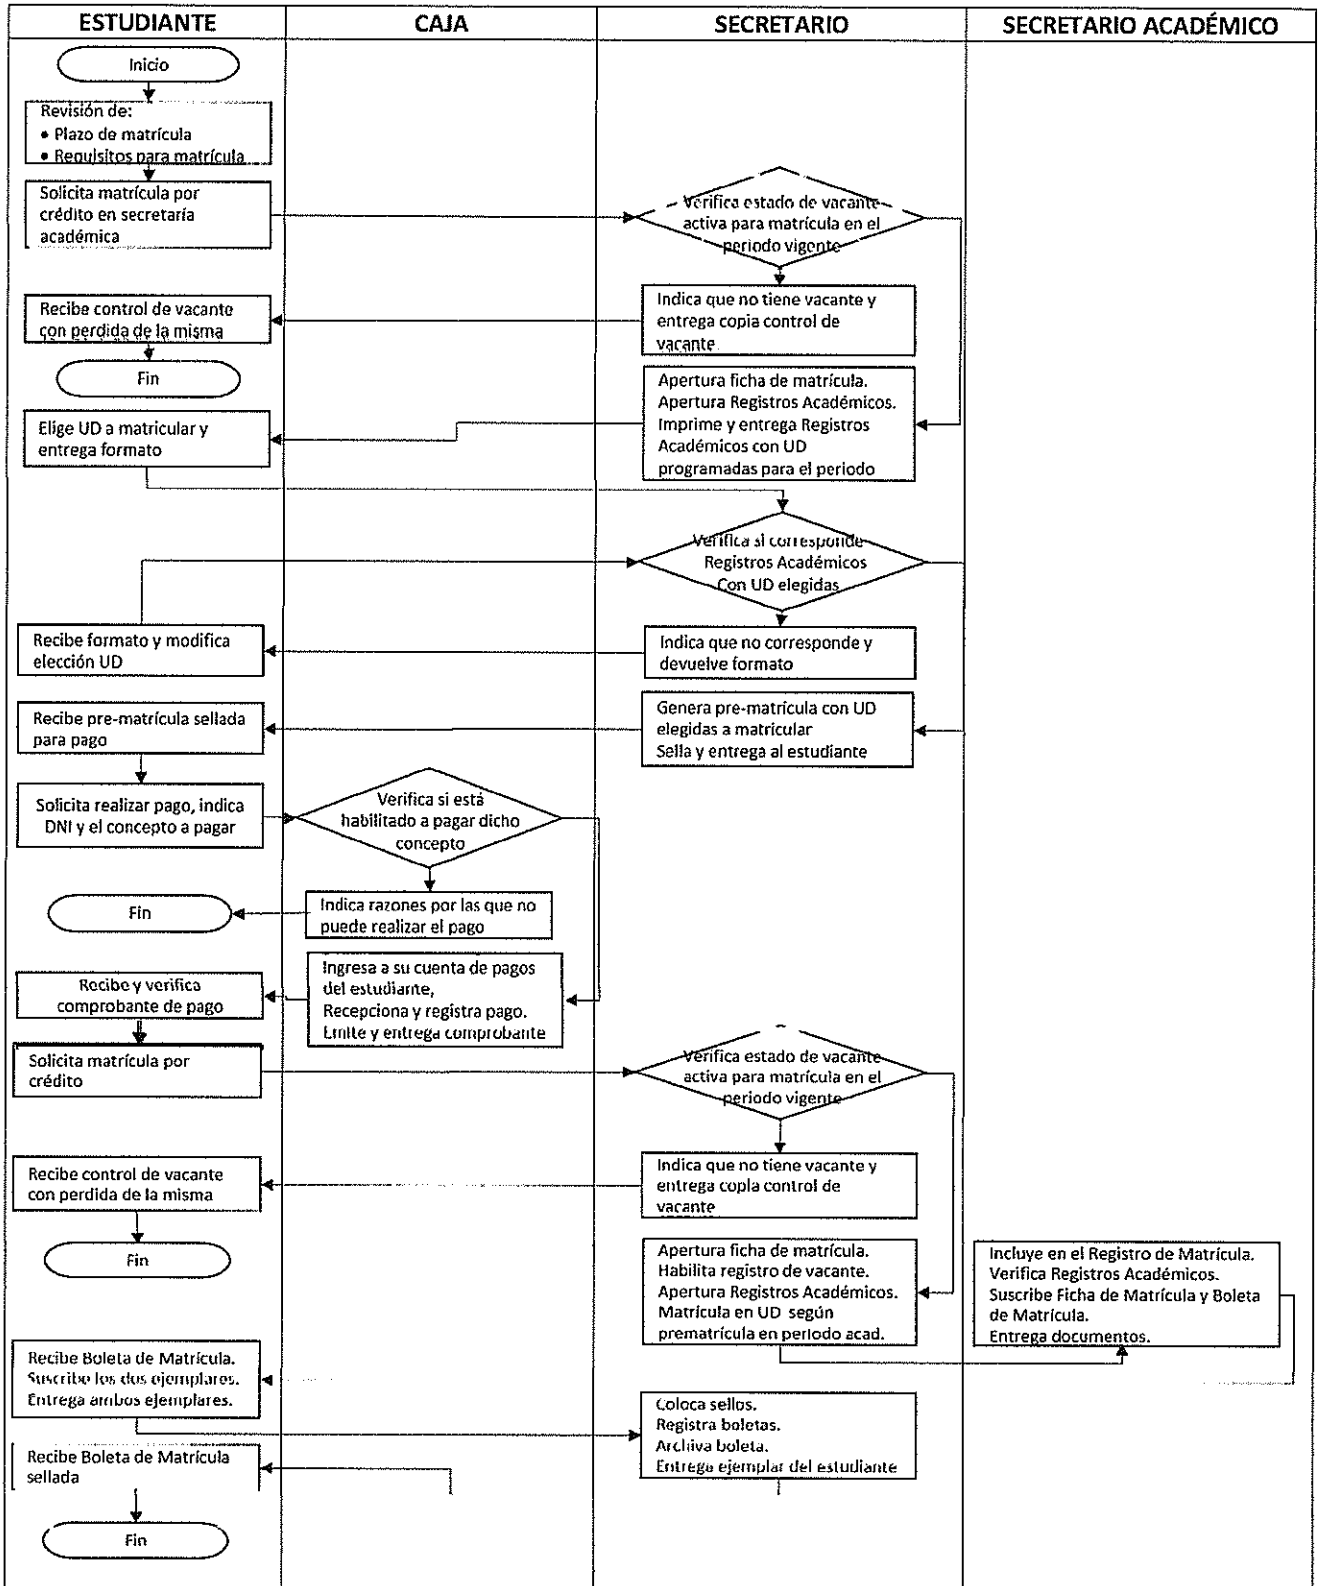 ESTUDIANTE
CAJA
SECRETARIO
SECRETARIO ACADÉMICO
Inicio
Revisión de:
• Plazo de matrícula
• Requisitos para matrícula
Solicita matrícula por
crédito en secretaría
académica
Verifica estado de vacante
activa para matrícula en el
periodo vigente
Recibe control de vacante
con perdida de la misma
Indica que no tiene vacante y
entrega copia control de
vacante
Fin
Apertura ficha de matrícula.
Apertura Registros Académicos.
Imprime y entrega Registros
Académicos con UD
programadas para el periodo
Elige UD a matricular y
entrega formato
Verifica si corresponde
Registros Académicos
Con UD elegidas
Recibe formato y modifica
elección UD
Indica que no corresponde y
devuelve formato
Recibe pre-matrícula sellada
para pago
Genera pre-matrícula con UD
elegidas a matricular
Sella y entrega al estudiante
Solicita realizar pago, indica
DNI y el concepto a pagar
Verifica si está
habilitado a pagar dicho
concepto
Fin
Indica razones por las que no
puede realizar el pago
Recibe y verifica
comprobante de pago
Ingresa a su cuenta de pagos
del estudiante,
Recepciona y registra pago.
Emite y entrega comprobante
Solicita matrícula por
crédito
Verifica estado de vacante
activa para matrícula en el
periodo vigente
Recibe control de vacante
con perdida de la misma
Indica que no tiene vacante y
entrega copia control de
vacante
Fin
Apertura ficha de matrícula.
Habilita registro de vacante.
Apertura Registros Académicos.
Matrícula en UD según
prematrícula en periodo acad.
Incluye en el Registro de Matrícula.
Verifica Registros Académicos.
Suscribe Ficha de Matrícula y Boleta
de Matrícula.
Entrega documentos.
Recibe Boleta de Matrícula.
Suscribe los dos ejemplares.
Entrega ambos ejemplares.
Coloca sellos.
Registra boletas.
Archiva boleta.
Entrega ejemplar del estudiante
Recibe Boleta de Matrícula
sellada
Fin